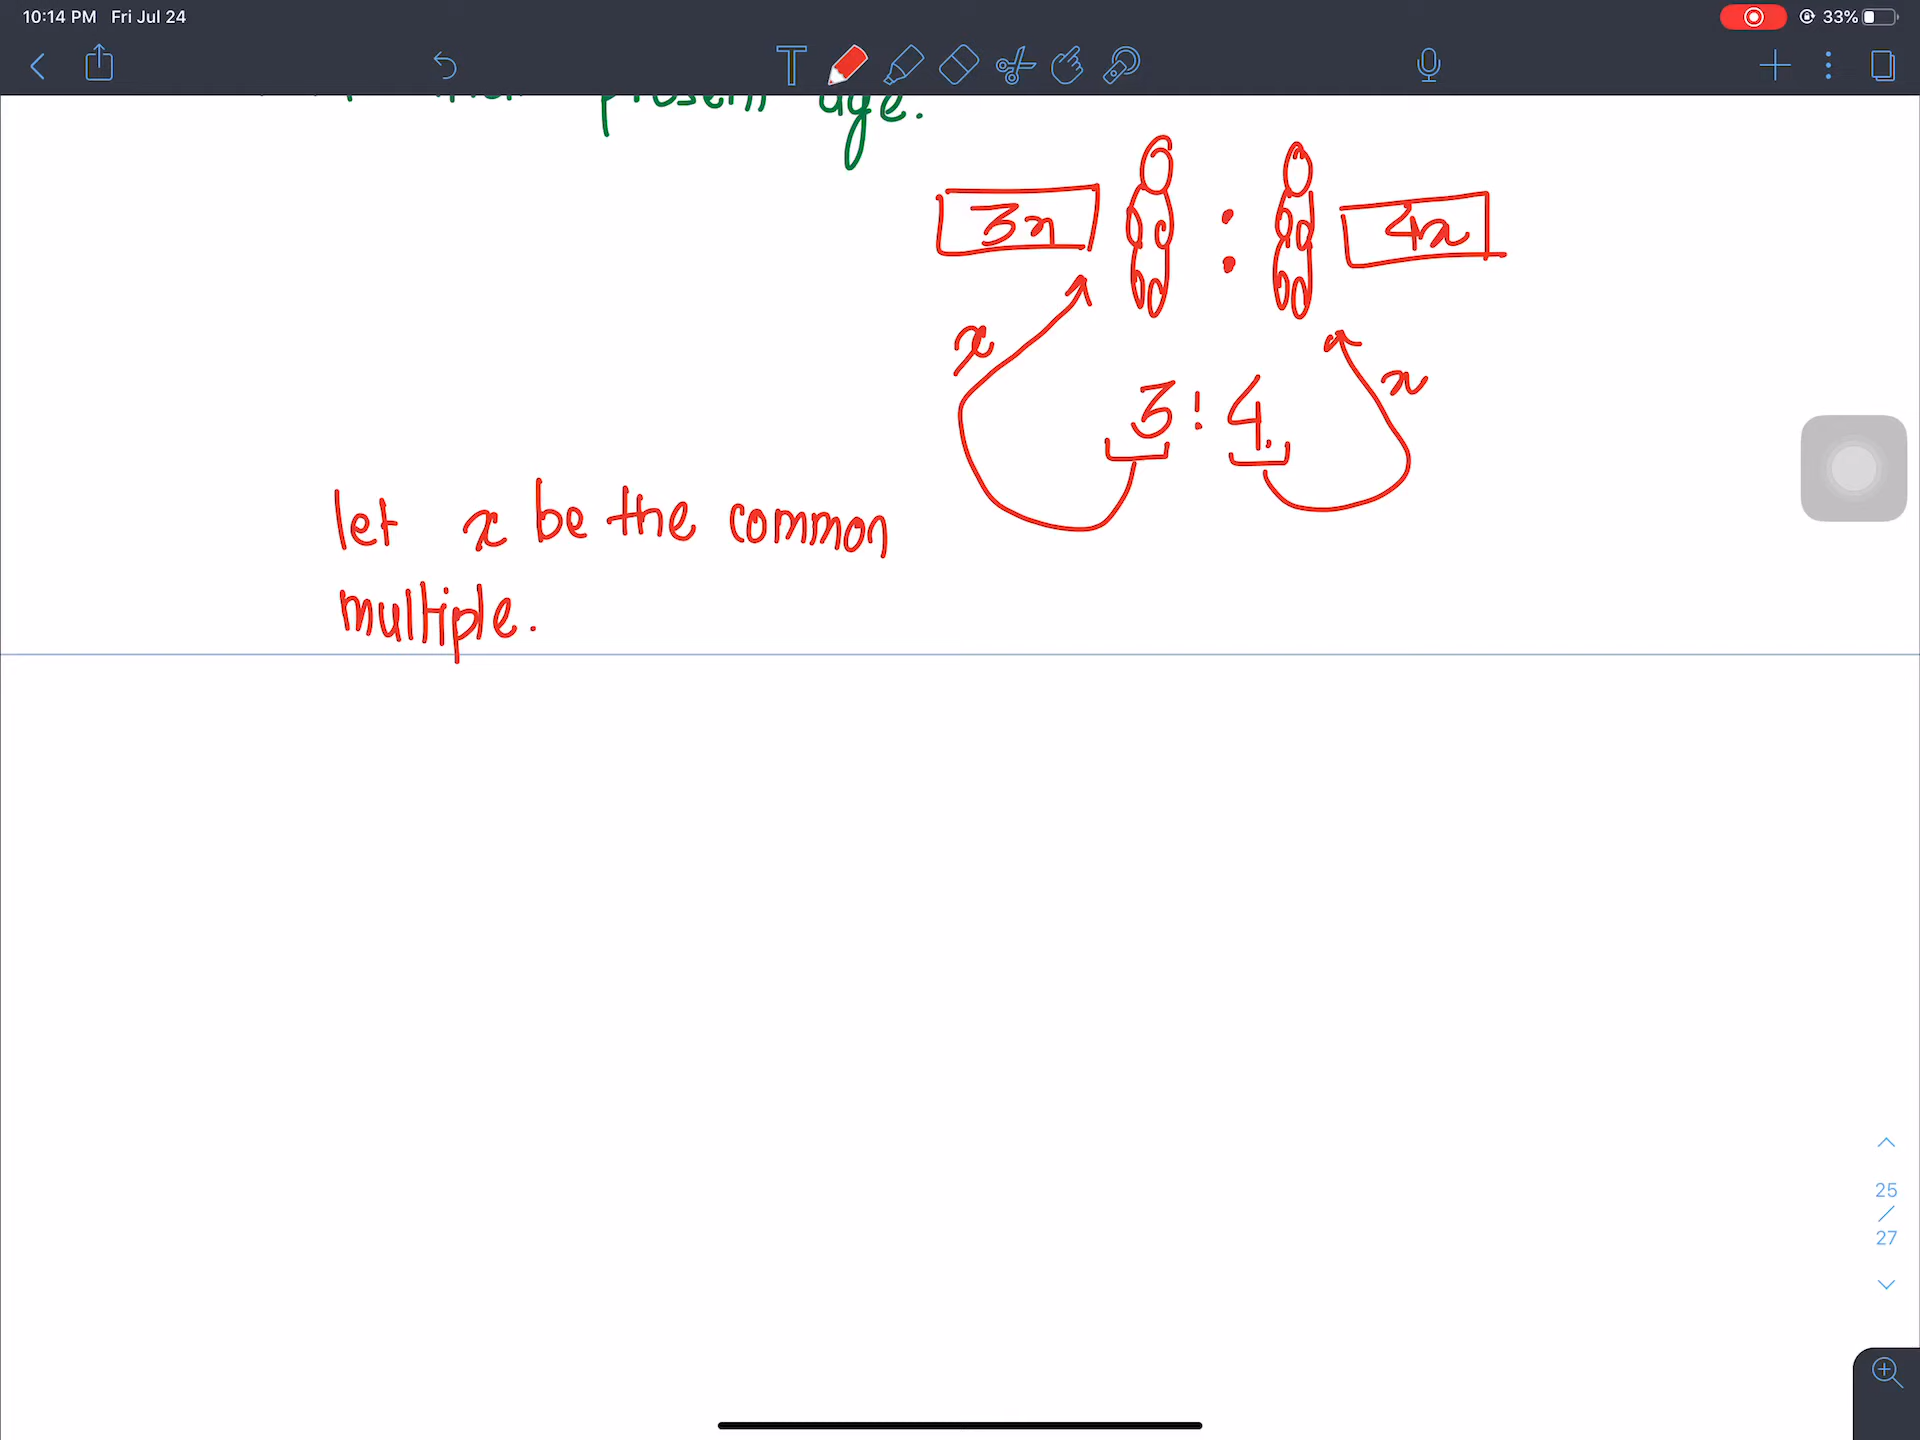 10:14 PM Fri Jul 24
33%
T
present age.
3x : 4x
x
x
3 : 4
let x be the common
multiple.
25
/
27